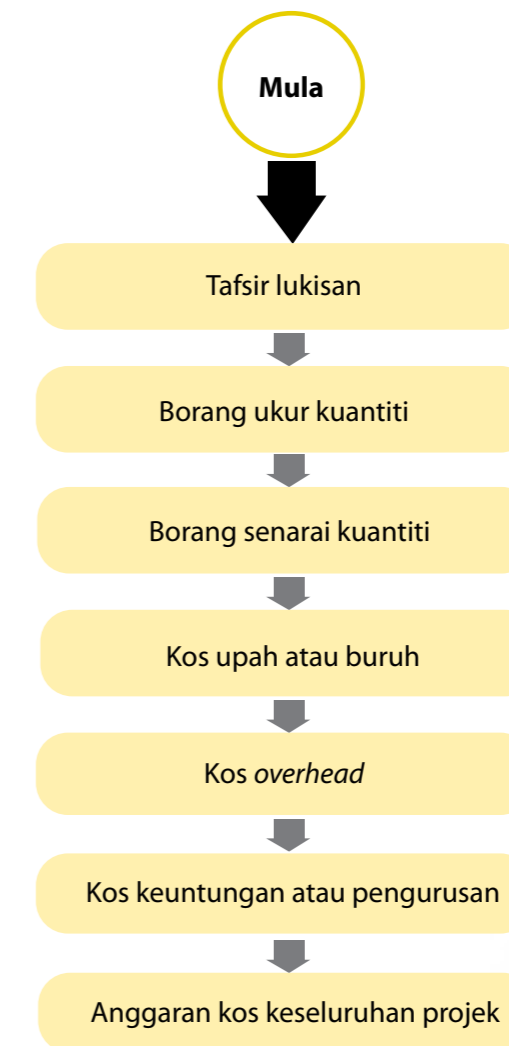 Mula
Tafsir lukisan
Borang ukur kuantiti
Borang senarai kuantiti
Kos upah atau buruh
Kos overhead
Kos keuntungan atau pengurusan
Anggaran kos keseluruhan projek